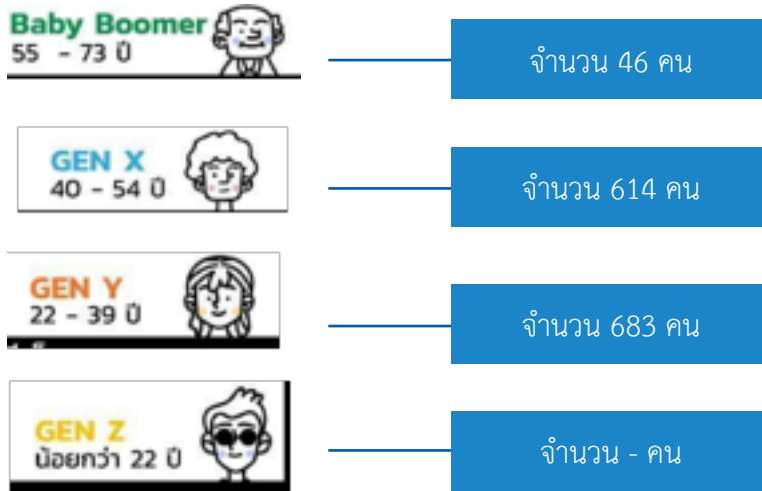 Baby Boomer
55 - 73 ปี
จำนวน 46 คน
GEN X
40 - 54 ปี
จำนวน 614 คน
GEN Y
22 - 39 ปี
จำนวน 683 คน
GEN Z
น้อยกว่า 22 ปี
จำนวน - คน